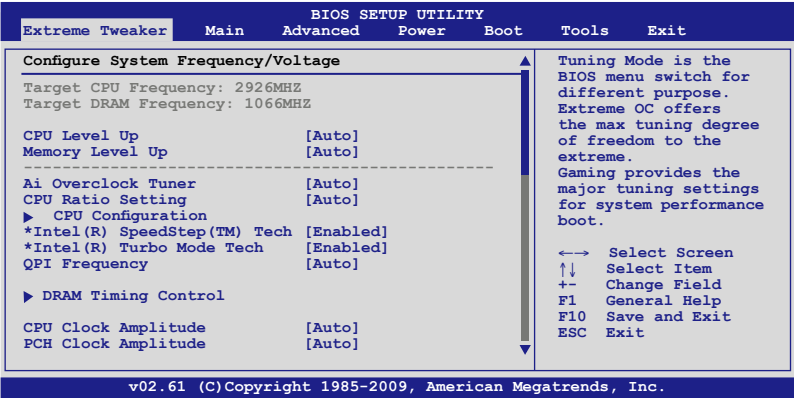 BIOS SETUP UTILITY
Extreme Tweaker Main Advanced Power Boot Tools Exit
Configure System Frequency/Voltage
Target CPU Frequency: 2926MHZ
Target DRAM Frequency: 1066MHZ
CPU Level Up [Auto]
Memory Level Up [Auto]
--------------------------------------------------
Ai Overclock Tuner [Auto]
CPU Ratio Setting [Auto]
▶ CPU Configuration
*Intel(R) SpeedStep(TM) Tech [Enabled]
*Intel(R) Turbo Mode Tech [Enabled]
QPI Frequency [Auto]
▶ DRAM Timing Control
CPU Clock Amplitude [Auto]
PCH Clock Amplitude [Auto]
Tuning Mode is the
BIOS menu switch for
different purpose.
Extreme OC offers
the max tuning degree
of freedom to the
extreme.
Gaming provides the
major tuning settings
for system performance
boot.
←→ Select Screen
↑↓ Select Item
+- Change Field
F1 General Help
F10 Save and Exit
ESC Exit
v02.61 (C)Copyright 1985-2009, American Megatrends, Inc.